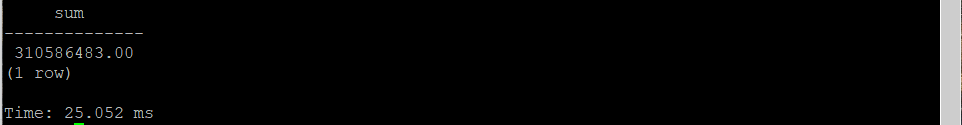 sum
--------------
310586483.00
(1 row)
Time: 25.052 ms